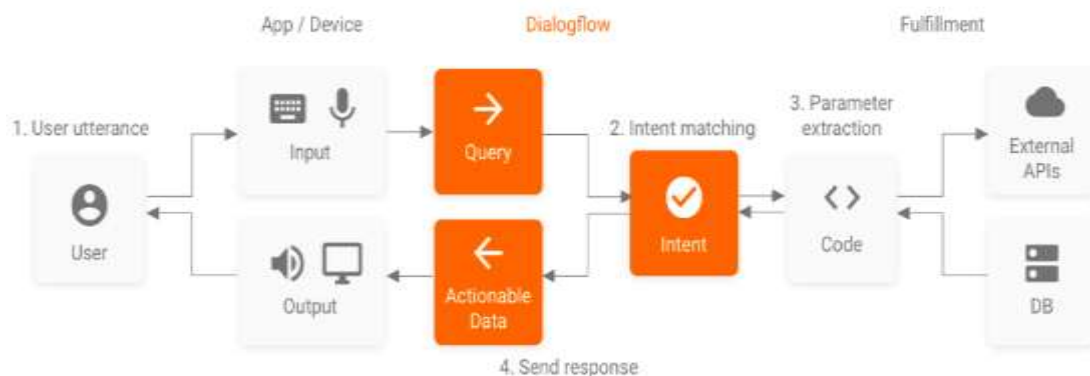 App / Device
Dialogflow
Fulfillment
1. User utterance
Input
Query
2. Intent matching
3. Parameter
extraction
External
APIs
User
Intent
Code
Output
Actionable
Data
DB
4. Send response